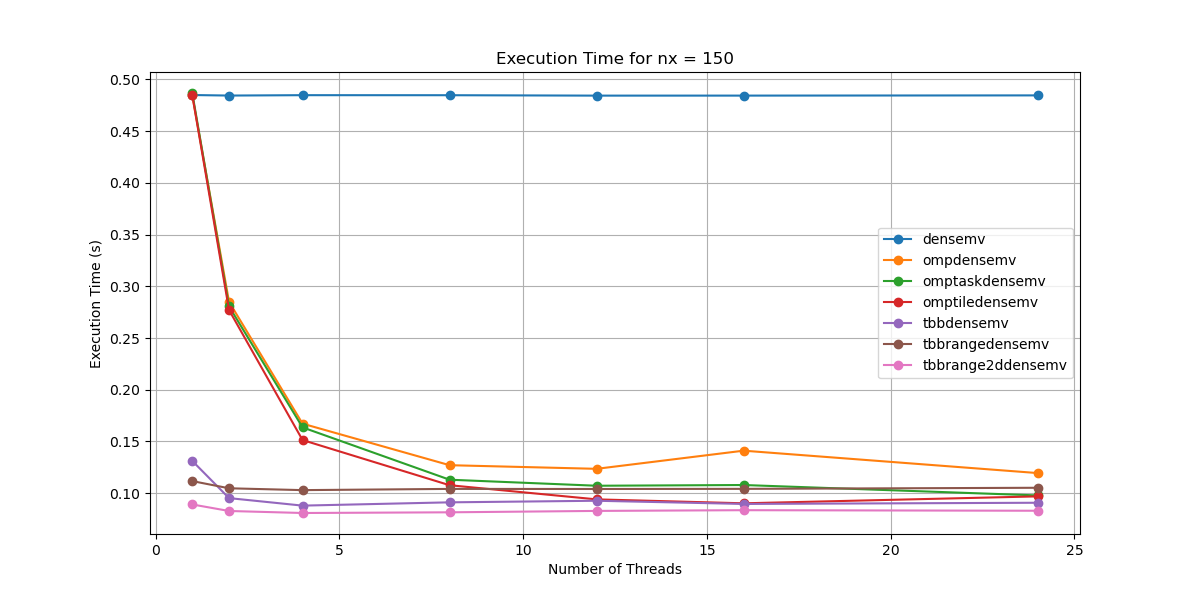 Execution Time for nx = 150
0.50
0.45
0.40
0.35
0.30
0.25
0.20
0.15
0.10
Execution Time (s)
densemv
ompdensemv
omptaskdensemv
omptiledensemv
tbbdensemv
tbbrangedensemv
tbbrange2ddensemv
0 5 10 15 20 25
Number of Threads